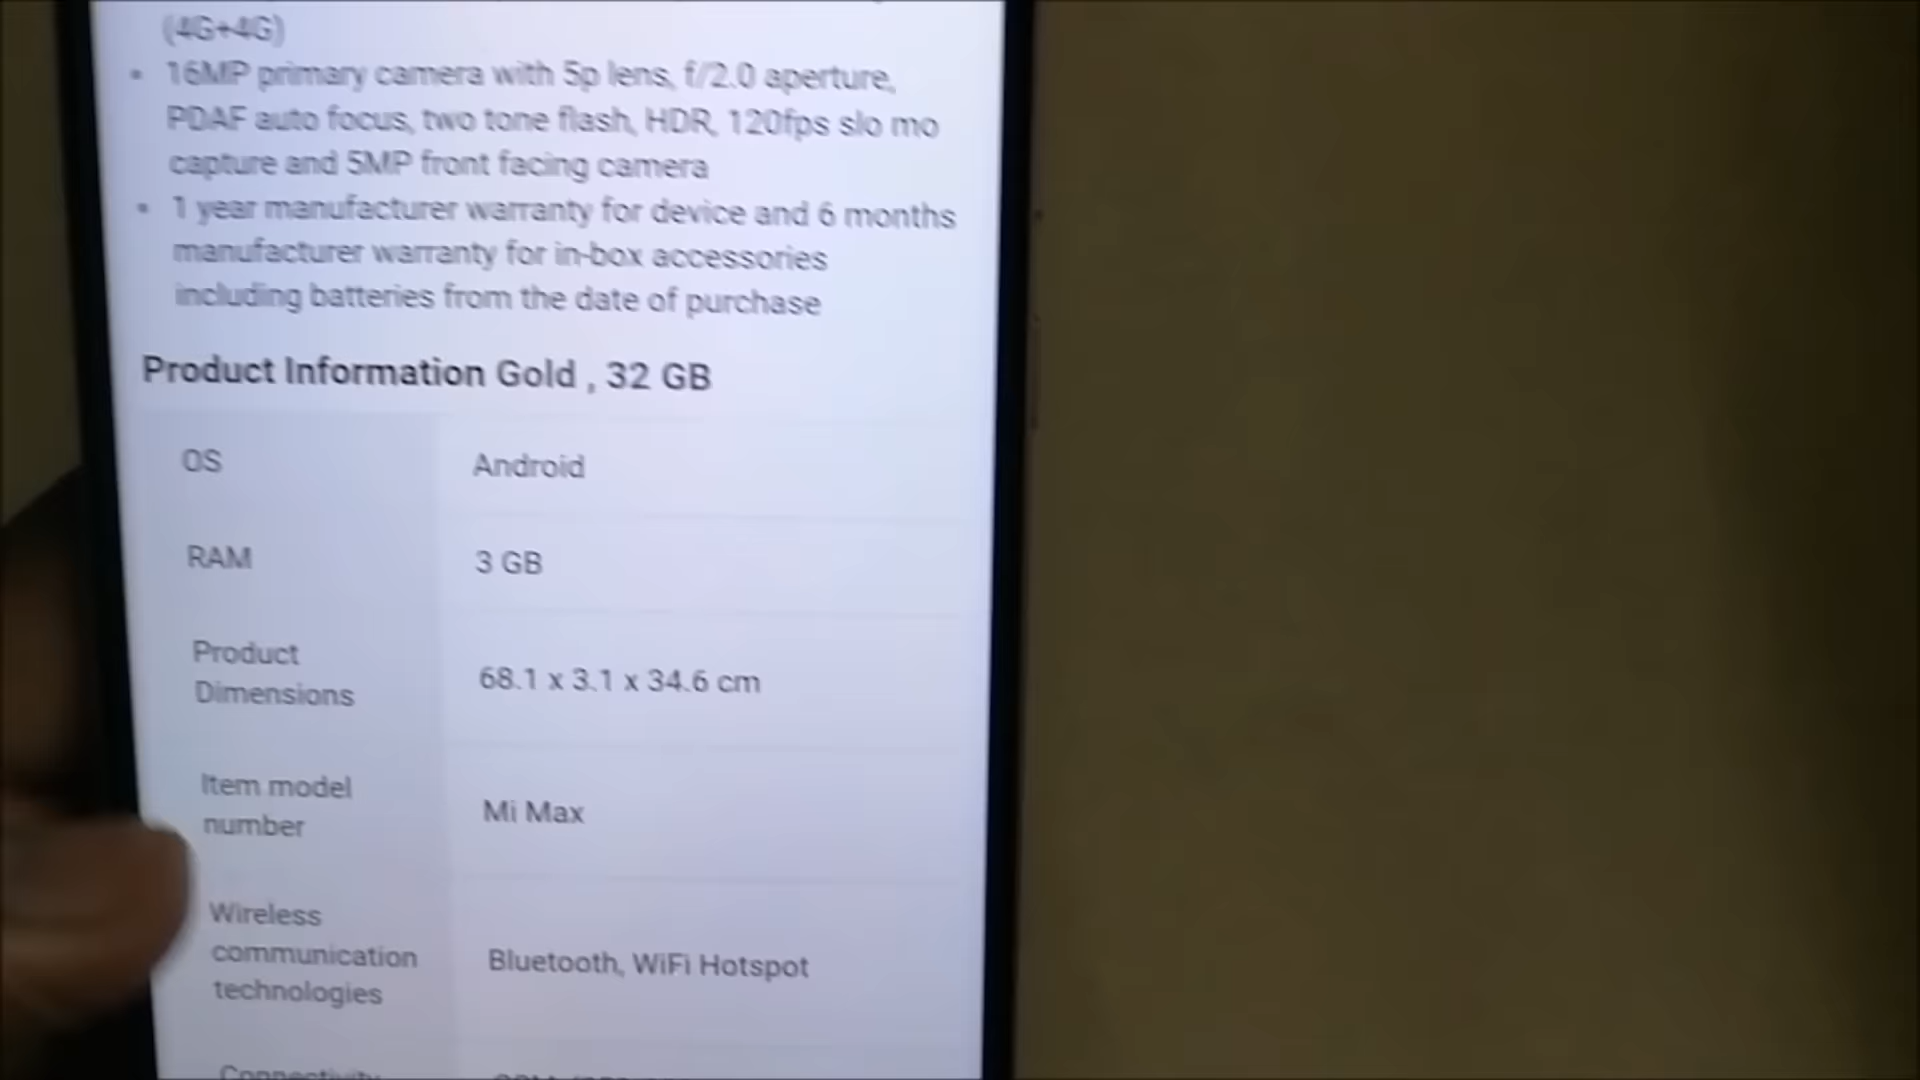 (4G+4G)
• 16MP primary camera with 5p lens, f/2.0 aperture,
PDAF auto focus, two tone flash, HDR, 120fps slo mo
capture and 5MP front facing camera
• 1 year manufacturer warranty for device and 6 months
manufacturer warranty for in-box accessories
including batteries from the date of purchase
Product Information Gold , 32 GB
OS Android
RAM 3 GB
Product
Dimensions
68.1 x 3.1 x 34.6 cm
Item model
number
Mi Max
Wireless
communication
technologies
Bluetooth, WiFi Hotspot
Connectivity